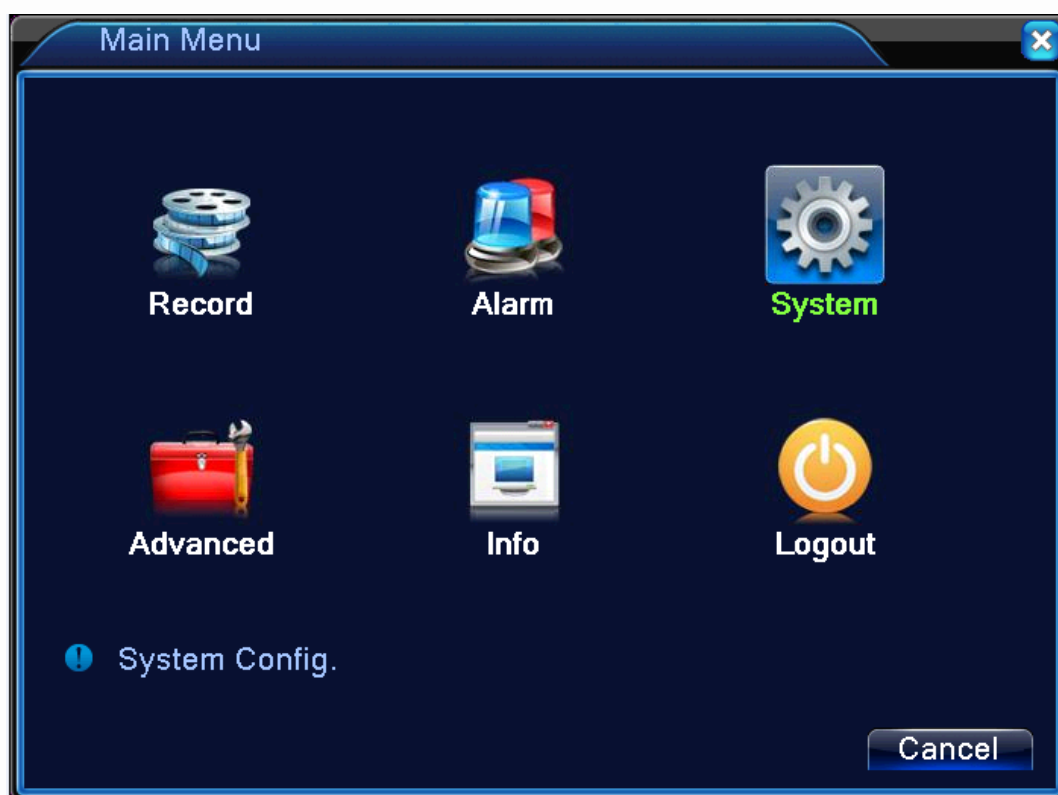 Main Menu
Record
Alarm
System
Advanced
Info
Logout
System Config.
Cancel